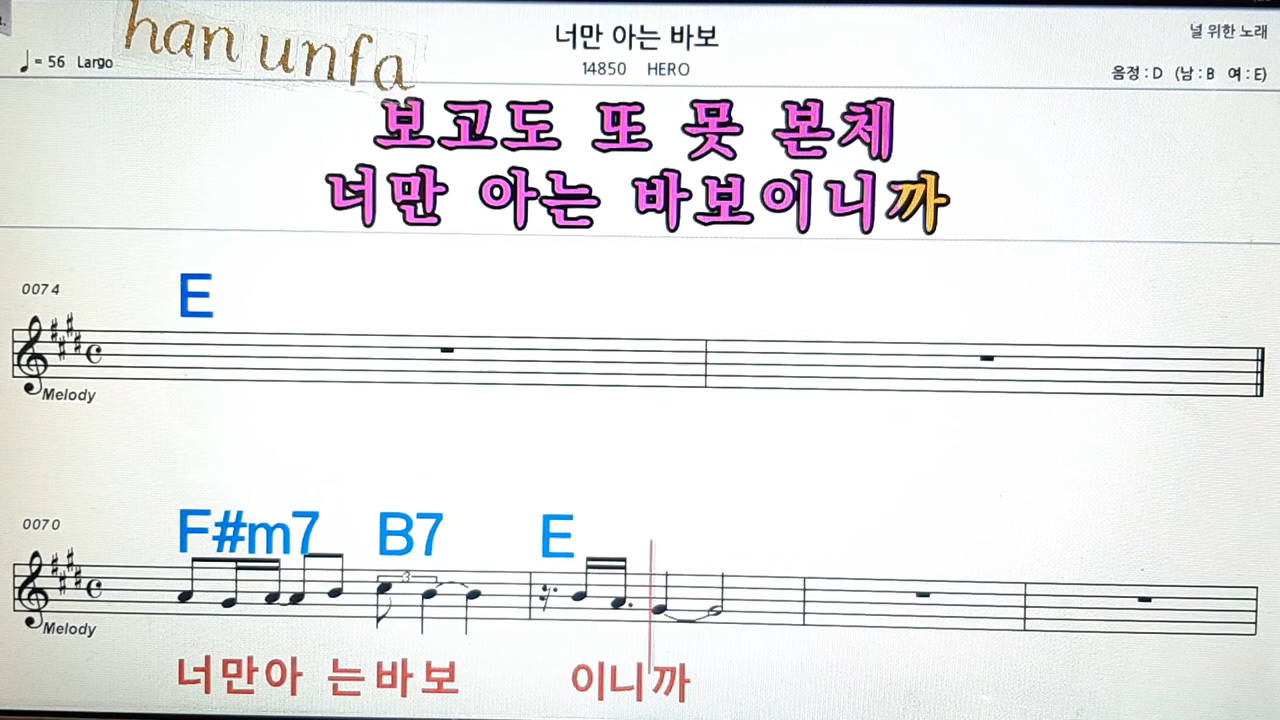 han unfa
너만 아는 바보
널 위한 노래
♩= 56 Largo
14850 HERO
음정 : D (남 : B 여 : E)
보고도 또 못 본체
너만 아는 바보이니까
0074
E
Melody
0070
F#m7 B7 E
3
Melody
너만아 는바보 이니까